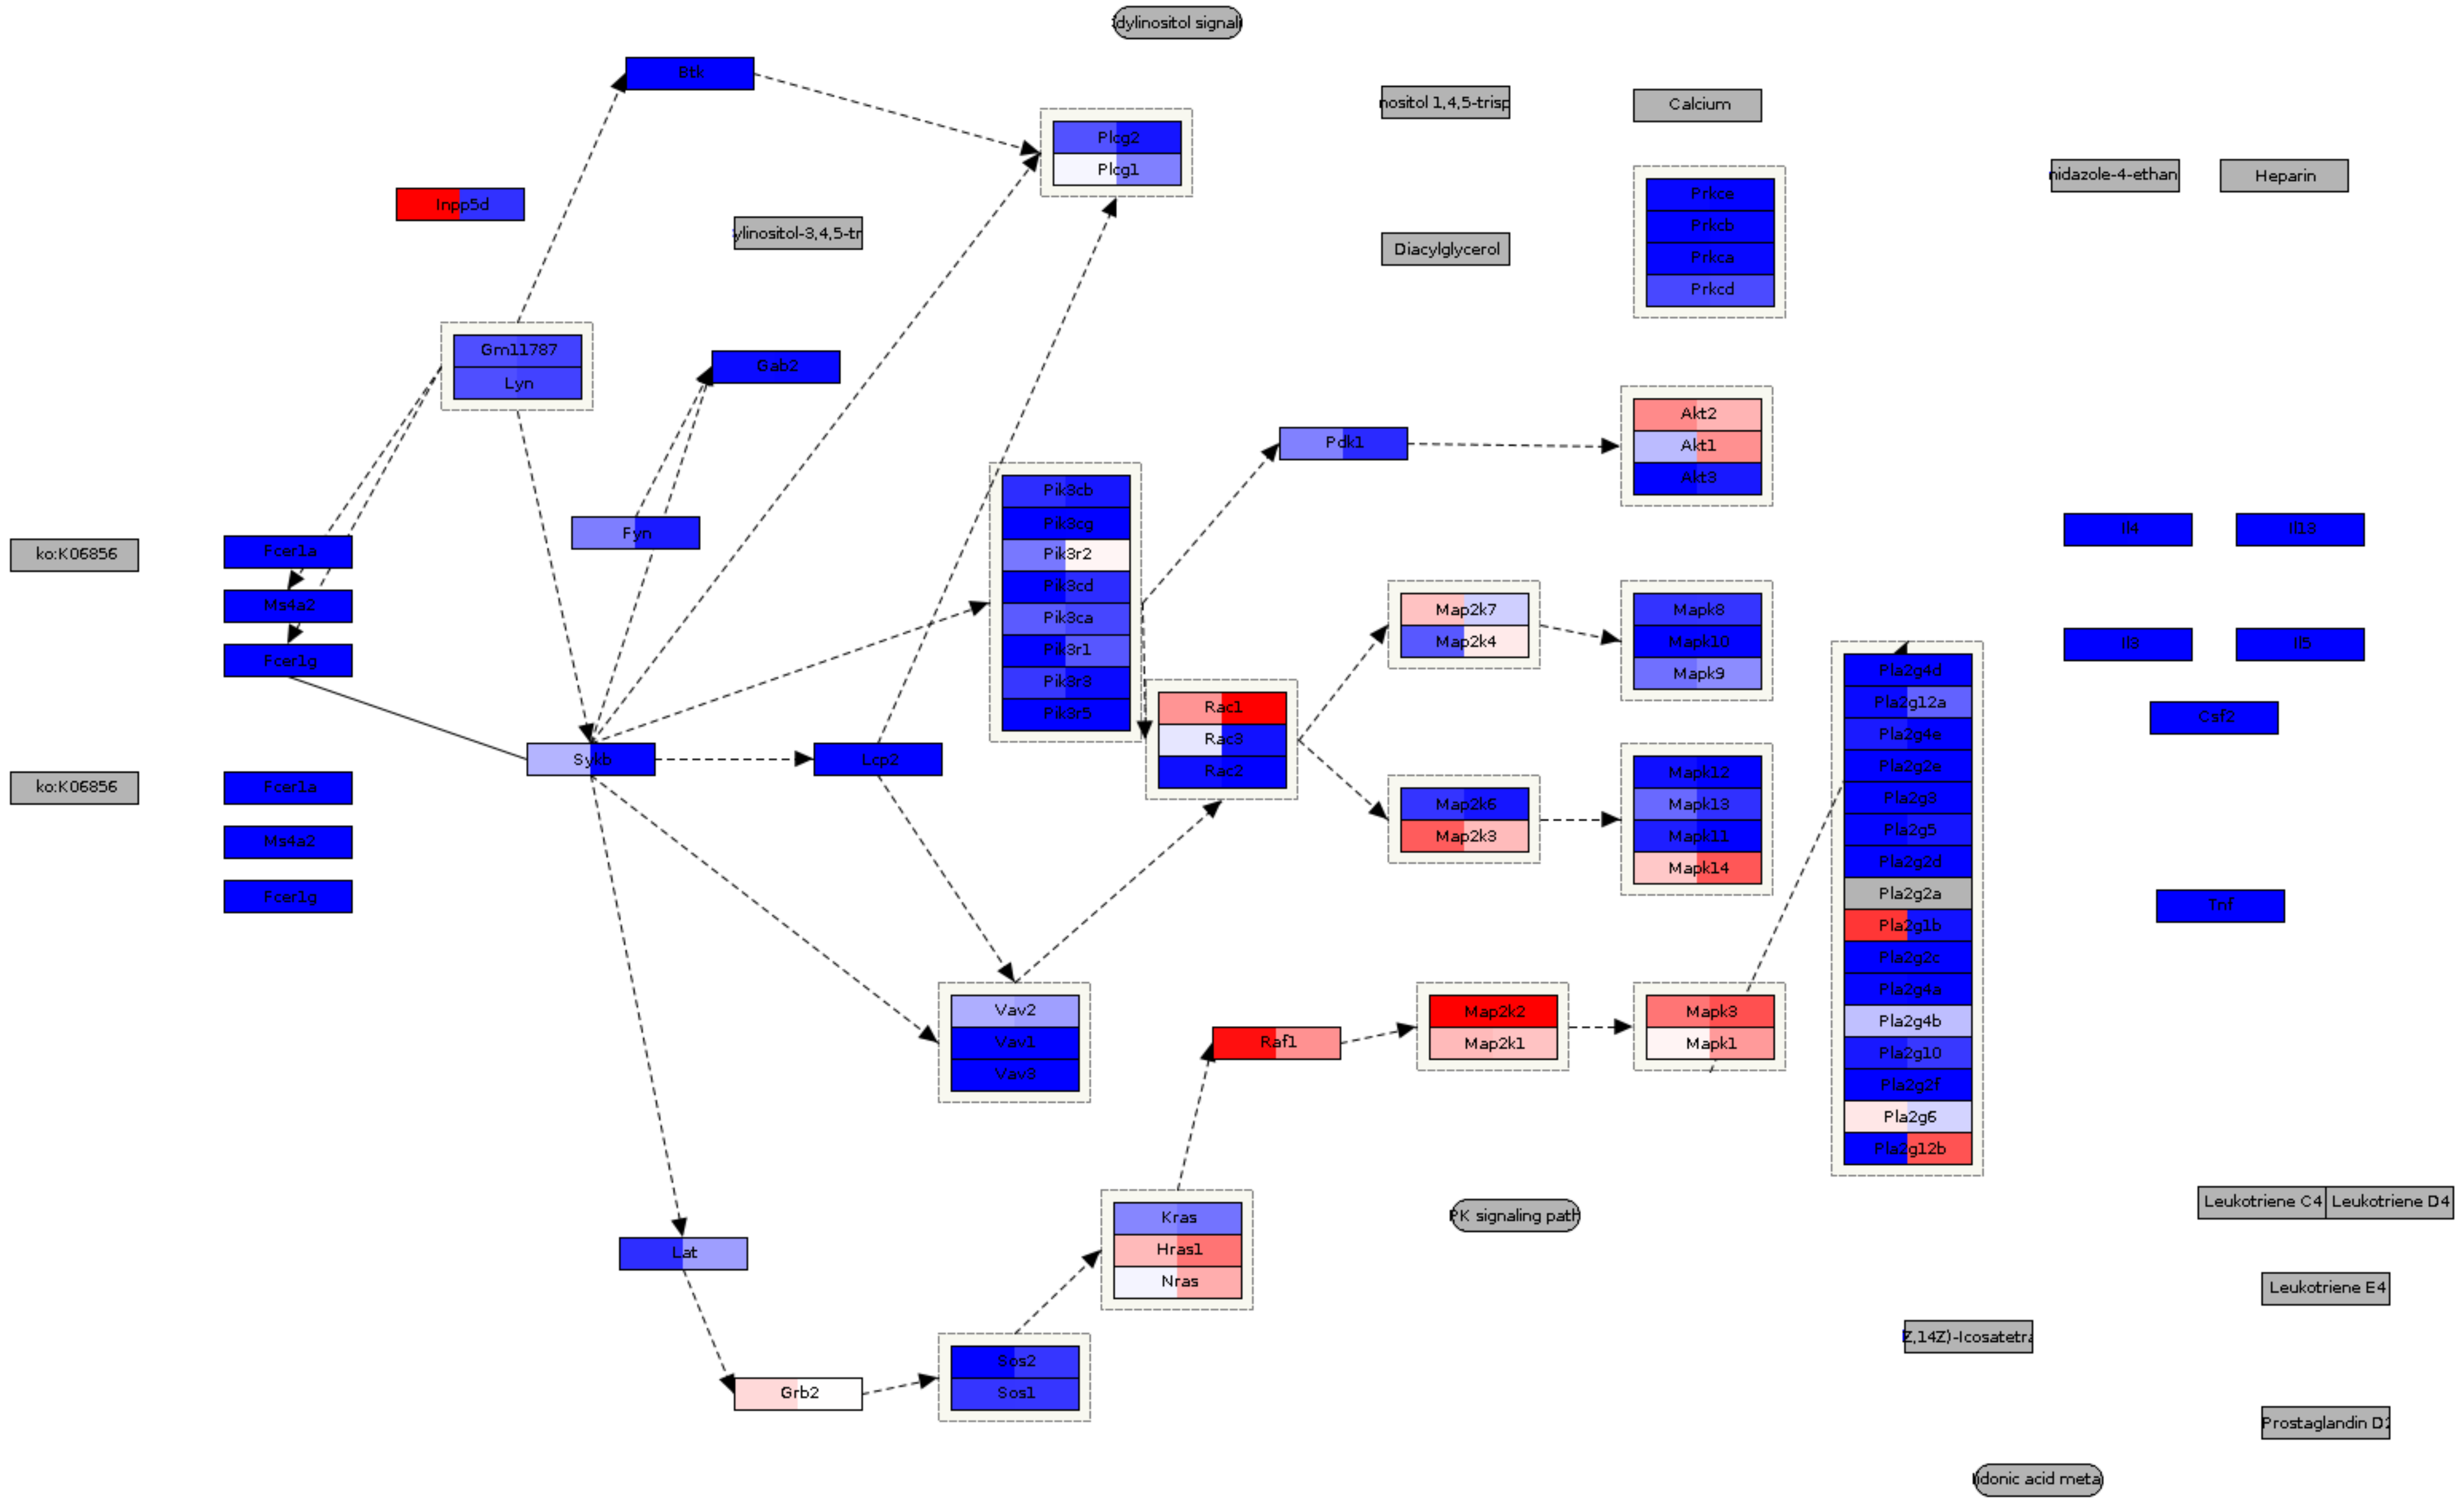 dylinositol signali
Btk
nositol 1,4,5-trisp
Calcium
Plcg2
Plcg1
nidazole-4-ethan
Heparin
Inpp5d
ylinositol-3,4,5-tr
Diacylglycerol
Prkce
Prkcb
Prkca
Prkcd
Gm11787
Lyn
Gab2
Pdk1
Akt2
Akt1
Akt3
Pik3cb
Pik3cg
Pik3r2
Pik3cd
Pik3ca
Pik3r1
Pik3r3
Pik3r5
Fyn
ko:K06856
Fcer1a
Ms4a2
Fcer1g
Il4
Il13
Il3
Il5
Map2k7
Map2k4
Mapk8
Mapk10
Mapk9
Rac1
Rac3
Rac2
Csf2
Sykb
Lcp2
ko:K06856
Fcer1a
Ms4a2
Fcer1g
Map2k6
Map2k3
Mapk12
Mapk13
Mapk11
Mapk14
Pla2g4d
Pla2g12a
Pla2g4e
Pla2g2e
Pla2g3
Pla2g5
Pla2g2d
Pla2g2a
Pla2g1b
Pla2g2c
Pla2g4a
Pla2g4b
Pla2g10
Pla2g2f
Pla2g6
Pla2g12b
Tnf
Vav2
Vav1
Vav3
Raf1
Map2k2
Map2k1
Mapk3
Mapk1
Kras
Hras1
Nras
PK signaling path
Leukotriene C4 Leukotriene D4
Lat
Leukotriene E4
Z,14Z)-Icosatetra
Sos2
Sos1
Grb2
Prostaglandin D2
idonic acid meta